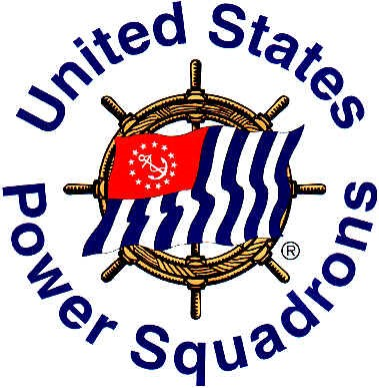 United States
Power Squadrons
®